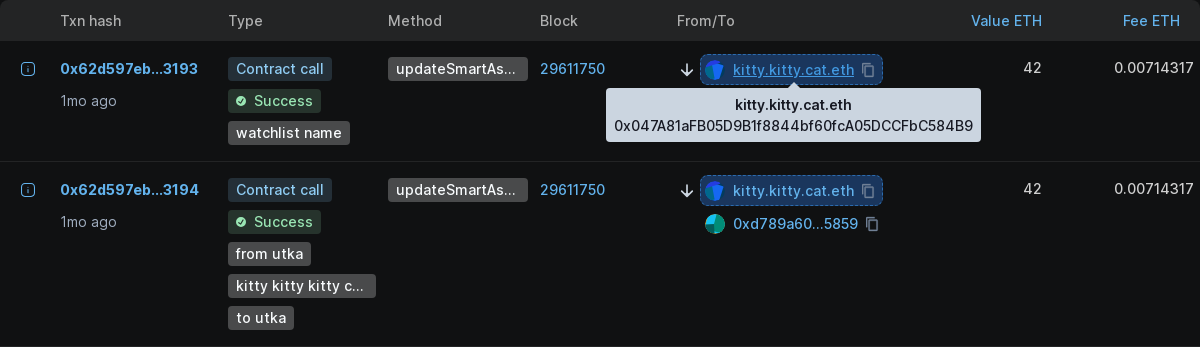 Txn hash Type Method Block From/To Value ETH Fee ETH
0x62d597eb...3193 Contract call updateSmartAs... 29611750 kitty.kitty.cat.eth 42 0.00714317
1mo ago Success
kitty.kitty.cat.eth
0x047A81aFB05D9B1f8844bf60fcA05DCCFbC584B9
watchlist name
0x62d597eb...3194 Contract call updateSmartAs... 29611750 kitty.kitty.cat.eth 42 0.00714317
1mo ago Success 0xd789a60...5859
from utka
kitty kitty kitty c...
to utka